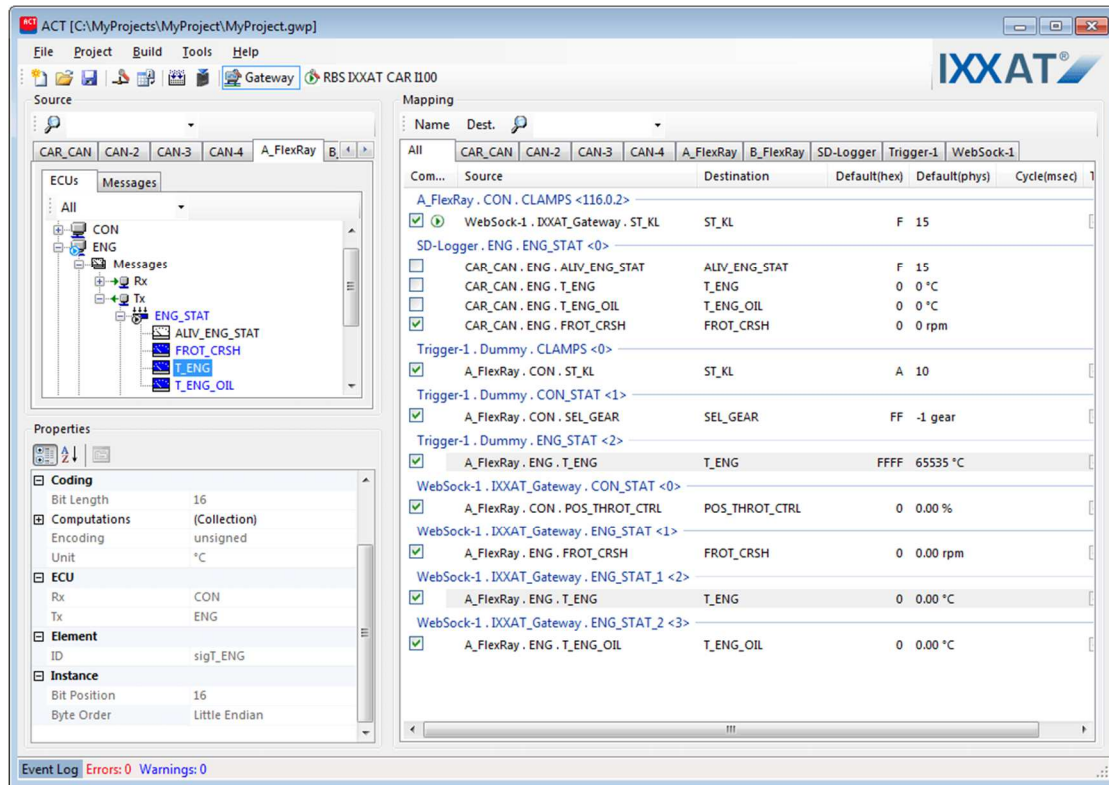 ACT [C:\MyProjects\MyProject\MyProject.gwp]
File Project Build Tools Help
IXXAT®
Gateway RBS IXXAT CAR I100
Source
CAR_CAN CAN-2 CAN-3 CAN-4 A_FlexRay B_
ECUs Messages
All
CON
ENG
Messages
Rx
Tx
ENG_STAT
ALIV_ENG_STAT
FROT_CRSH
T_ENG
T_ENG_OIL
Properties
Coding
Bit Length 16
Computations (Collection)
Encoding unsigned
Unit °C
ECU
Rx CON
Tx ENG
Element
ID sigT_ENG
Instance
Bit Position 16
Byte Order Little Endian
Mapping
Name Dest.
All CAR_CAN CAN-2 CAN-3 CAN-4 A_FlexRay B_FlexRay SD-Logger Trigger-1 WebSock-1
Com... Source Destination Default(hex) Default(phys) Cycle(msec)
A_FlexRay . CON . CLAMPS <116.0.2>
WebSock-1 . IXXAT_Gateway . ST_KL ST_KL F 15
SD-Logger . ENG . ENG_STAT <0>
CAR_CAN . ENG . ALIV_ENG_STAT ALIV_ENG_STAT F 15
CAR_CAN . ENG . T_ENG T_ENG 0 0 °C
CAR_CAN . ENG . T_ENG_OIL T_ENG_OIL 0 0 °C
CAR_CAN . ENG . FROT_CRSH FROT_CRSH 0 0 rpm
Trigger-1 . Dummy . CLAMPS <0>
A_FlexRay . CON . ST_KL ST_KL A 10
Trigger-1 . Dummy . CON_STAT <1>
A_FlexRay . CON . SEL_GEAR SEL_GEAR FF -1 gear
Trigger-1 . Dummy . ENG_STAT <2>
A_FlexRay . ENG . T_ENG T_ENG FFFF 65535 °C
WebSock-1 . IXXAT_Gateway . CON_STAT <0>
A_FlexRay . CON . POS_THROT_CTRL POS_THROT_CTRL 0 0.00 %
WebSock-1 . IXXAT_Gateway . ENG_STAT <1>
A_FlexRay . ENG . FROT_CRSH FROT_CRSH 0 0.00 rpm
WebSock-1 . IXXAT_Gateway . ENG_STAT_1 <2>
A_FlexRay . ENG . T_ENG T_ENG 0 0.00 °C
WebSock-1 . IXXAT_Gateway . ENG_STAT_2 <3>
A_FlexRay . ENG . T_ENG_OIL T_ENG_OIL 0 0.00 °C
Event Log Errors: 0 Warnings: 0